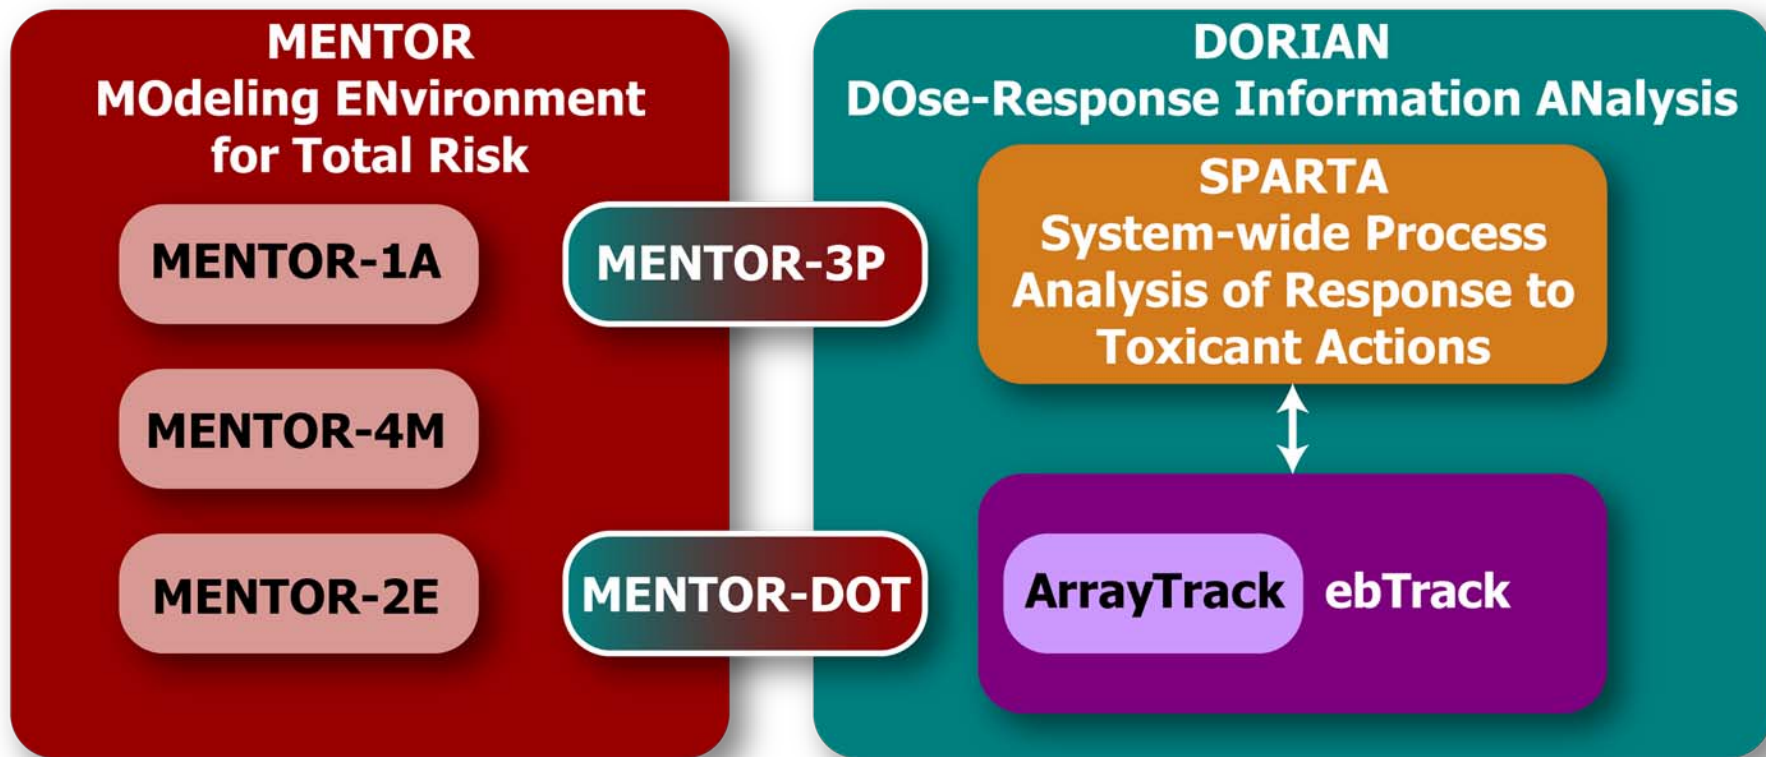 MENTOR
MOdeling ENvironment
for Total Risk
MENTOR-1A
MENTOR-4M
MENTOR-2E
MENTOR-3P
MENTOR-DOT
DORIAN
DOse-Response Information ANalysis
SPARTA
System-wide Process
Analysis of Response to
Toxicant Actions
ArrayTrack
ebTrack